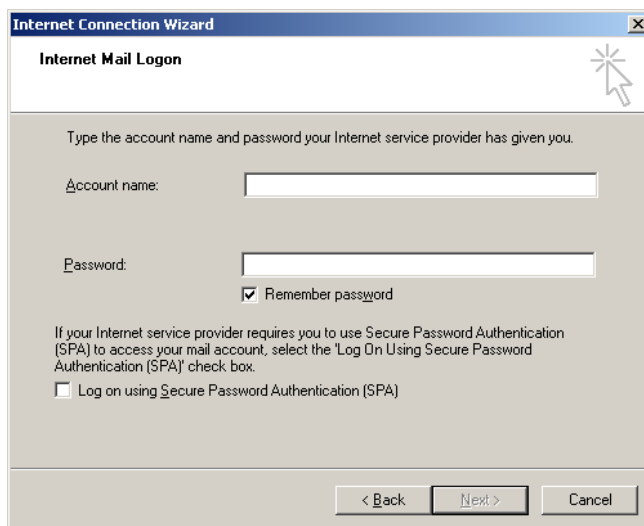 Internet Connection Wizard
Internet Mail Logon
Type the account name and password your Internet service provider has given you.
Account name:
Password:
Remember password
If your Internet service provider requires you to use Secure Password Authentication
(SPA) to access your mail account, select the 'Log On Using Secure Password
Authentication (SPA)' check box.
Log on using Secure Password Authentication (SPA)
< Back Next > Cancel